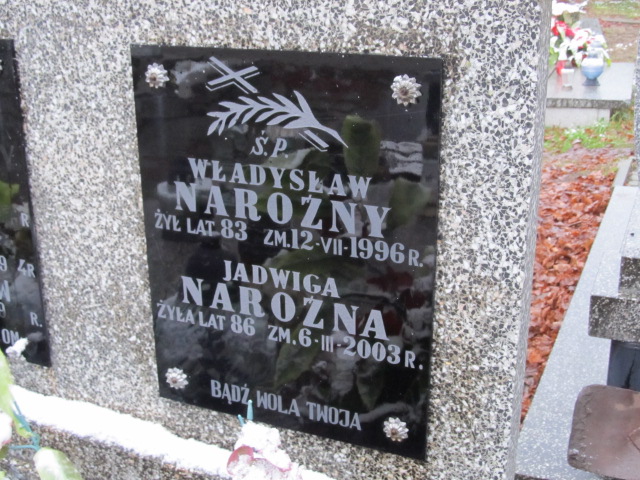 Ś.P.
WŁADYSŁAW
NAROŻNY
ŻYŁ LAT 83 ZM.12-VII-1996 R.
JADWIGA
NAROŻNA
ŻYŁA LAT 86 ZM.6-III-2003 R.
BĄDŹ WOLA TWOJA